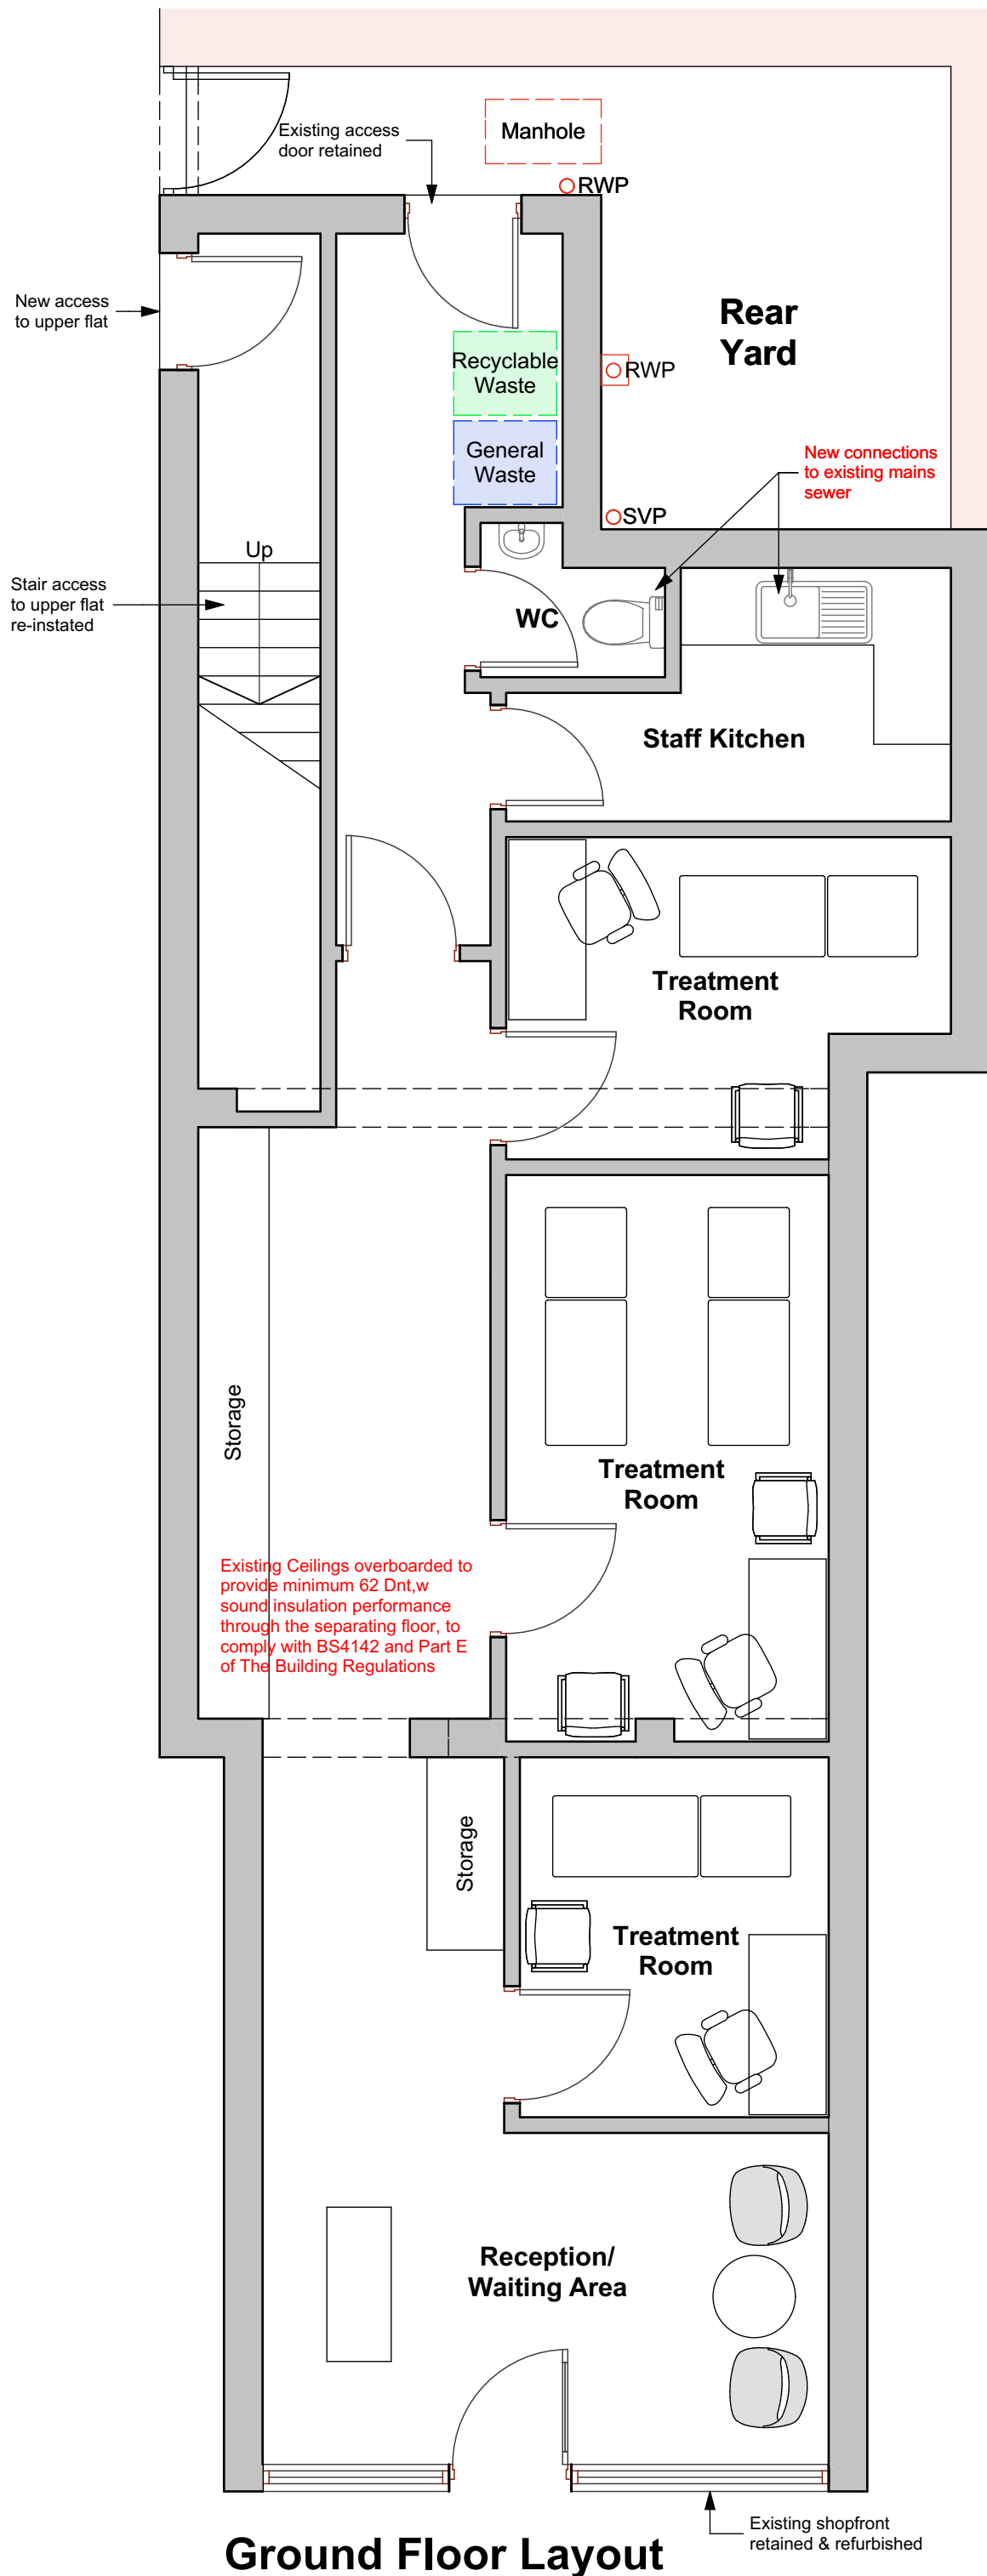 Existing access
door retained
Manhole
RWP
New access
to upper flat
Rear
Yard
Recyclable
Waste
RWP
General
Waste
New connections
to existing mains
sewer
SVP
Up
Stair access
to upper flat
re-instated
WC
Staff Kitchen
Treatment
Room
Storage
Treatment
Room
Existing Ceilings overboarded to
provide minimum 62 Dnt,w
sound insulation performance
through the separating floor, to
comply with BS4142 and Part E
of The Building Regulations
Storage
Treatment
Room
Reception/
Waiting Area
Existing shopfront
retained & refurbished
Ground Floor Layout